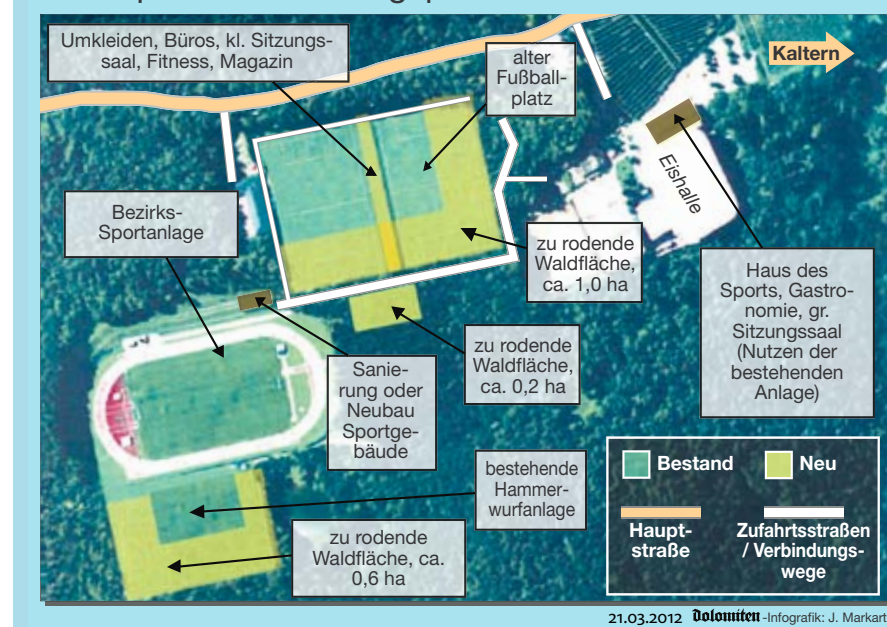 Umkleiden, Büros, kl. Sitzungs-
saal, Fitness, Magazin
alter
Fußball-
platz
Kaltern
Eishalle
Bezirks-
Sportanlage
zu rodende
Waldfläche,
ca. 1,0 ha
Haus des
Sports, Gastro-
nomie, gr.
Sitzungssaal
(Nutzen der
bestehenden
Anlage)
zu rodende
Waldfläche,
ca. 0,2 ha
Sanie-
rung oder
Neubau
Sportge-
bäude
bestehende
Hammer-
wurfanlage
zu rodende
Waldfläche, ca.
0,6 ha
Bestand
Neu
Haupt-
straße
Zufahrtsstraßen
/ Verbindungs-
wege
21.03.2012 Dolomiten-Infografik: J. Markart